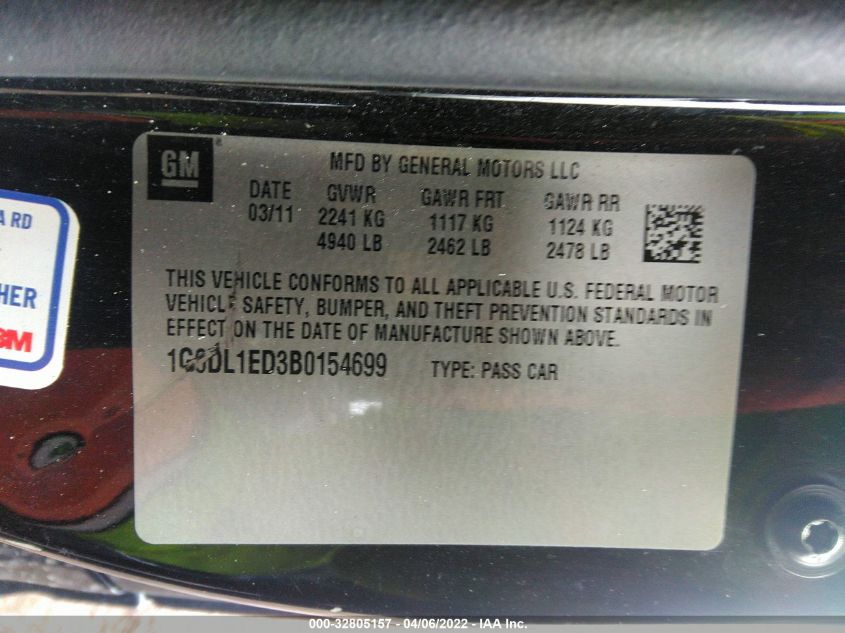 GM
MFD BY GENERAL MOTORS LLC
DATE GVWR GAWR FRT GAWR RR
03/11 2241 KG 1117 KG 1124 KG
4940 LB 2462 LB 2478 LB
THIS VEHICLE CONFORMS TO ALL APPLICABLE U.S. FEDERAL MOTOR
VEHICLE SAFETY, BUMPER, AND THEFT PREVENTION STANDARDS IN
EFFECT ON THE DATE OF MANUFACTURE SHOWN ABOVE.
1G6DL1ED3B0154699 TYPE: PASS CAR
A RD
HER
3M
000-32805157 - 04/06/2022 - IAA Inc.